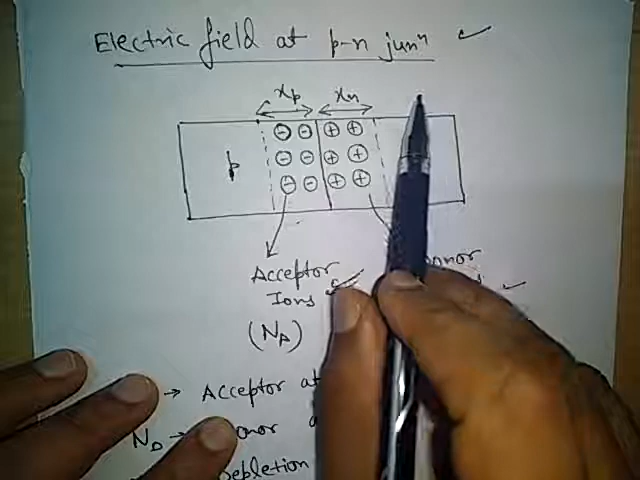 Electric field at p-n junⁿ ✓
xp xn
p
⊖ ⊖ ⊕ ⊕
⊖ ⊖ ⊕ ⊕
⊖ ⊖ ⊕ ⊕
Acceptor
Ions
(NA)
→ Acceptor
ND →